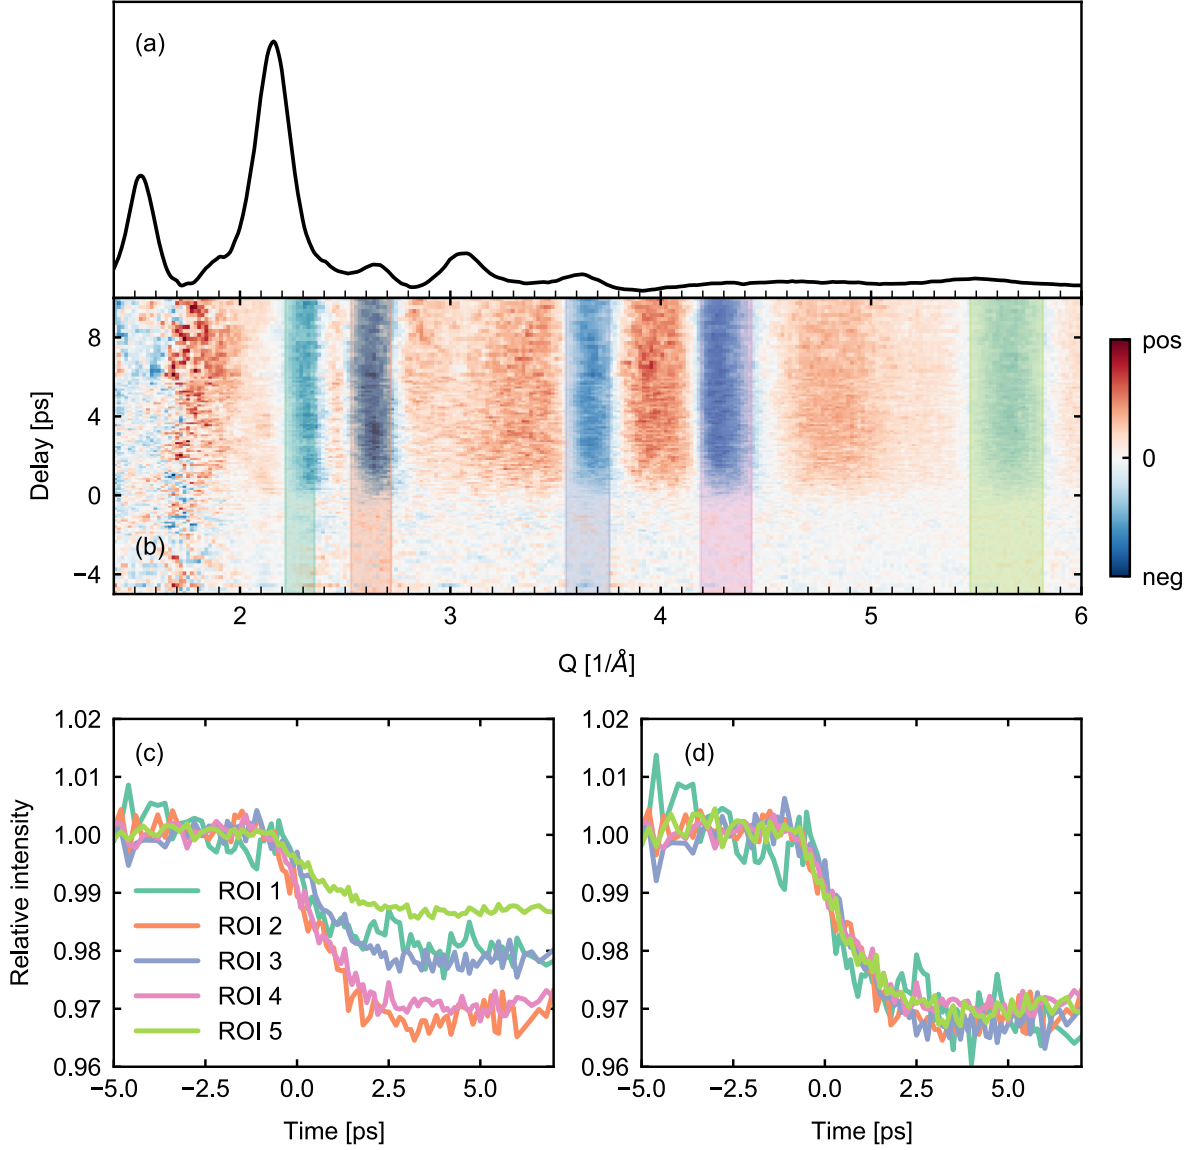 (a)
pos
0
neg
8
4
0
−4
Delay [ps]
(b)
2
3
4
5
6
Q [1/Å]
1.02
1.01
1.00
0.99
0.98
0.97
0.96
Relative intensity
(c)
ROI 1
ROI 2
ROI 3
ROI 4
ROI 5
−5.0
−2.5
0.0
2.5
5.0
Time [ps]
1.02
1.01
1.00
0.99
0.98
0.97
0.96
(d)
−5.0
−2.5
0.0
2.5
5.0
Time [ps]